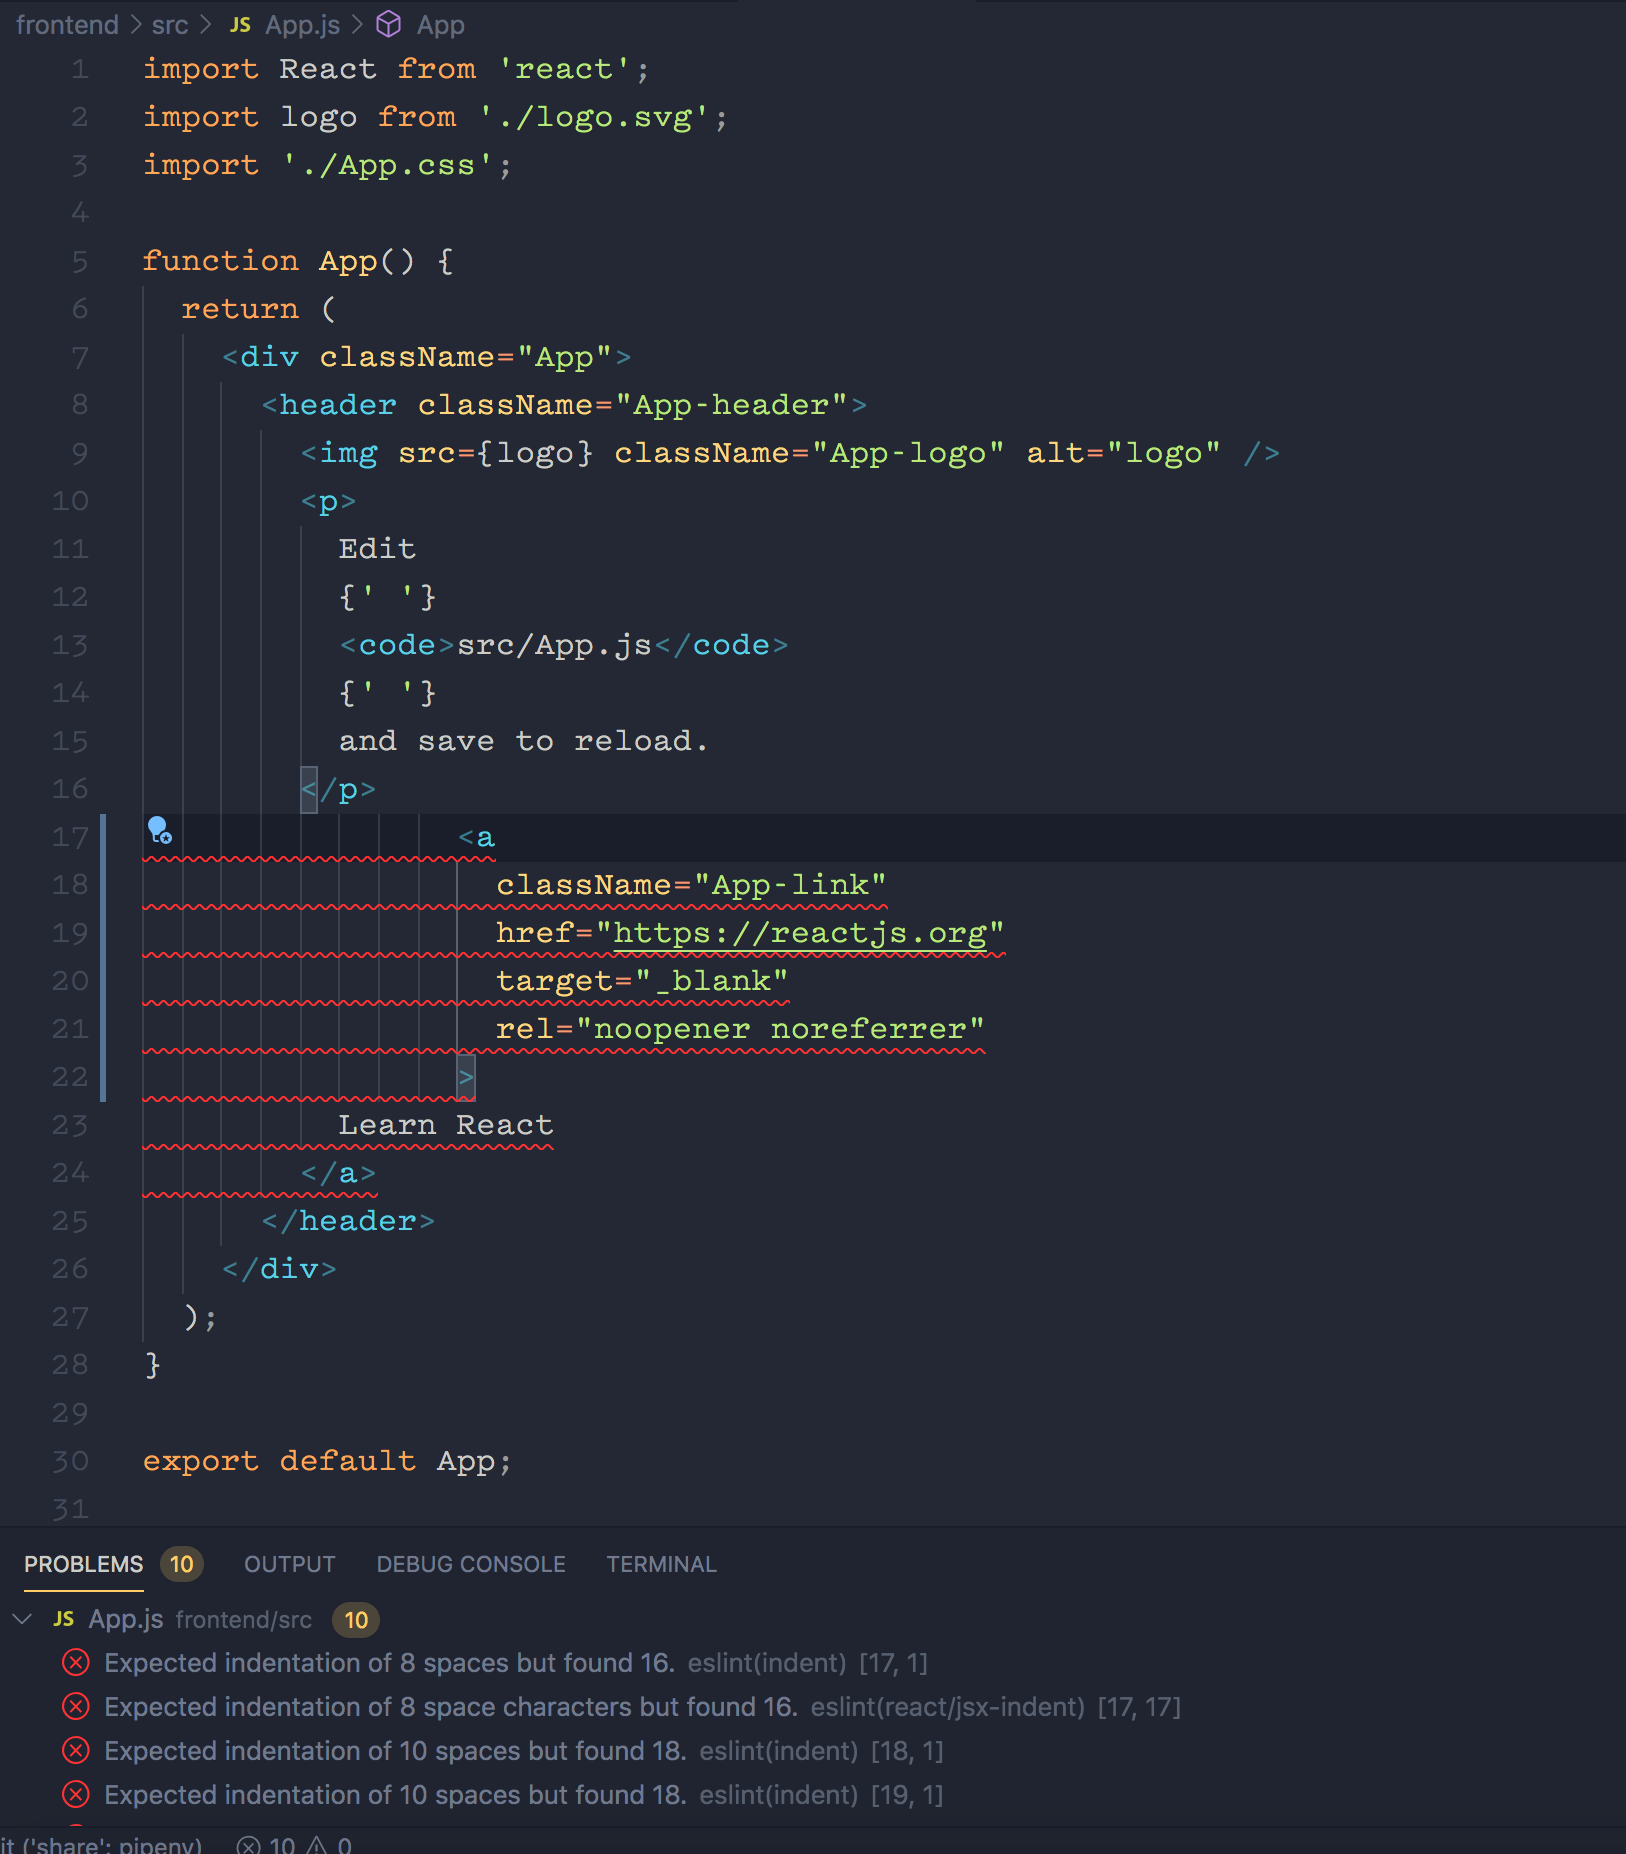 frontend > src > JS App.js > App
1 import React from 'react';
2 import logo from './logo.svg';
3 import './App.css';
4
5 function App() {
6   return (
7     <div className="App">
8       <header className="App-header">
9         <img src={logo} className="App-logo" alt="logo" />
10         <p>
11           Edit
12           {' '}
13           <code>src/App.js</code>
14           {' '}
15           and save to reload.
16         </p>
17                 <a
18                   className="App-link"
19                   href="https://reactjs.org"
20                   target="_blank"
21                   rel="noopener noreferrer"
22                 >
23           Learn React
24         </a>
25       </header>
26     </div>
27   );
28 }
29
30 export default App;
31
PROBLEMS 10 OUTPUT DEBUG CONSOLE TERMINAL
JS App.js frontend/src 10
Expected indentation of 8 spaces but found 16. eslint(indent) [17, 1]
Expected indentation of 8 space characters but found 16. eslint(react/jsx-indent) [17, 17]
Expected indentation of 10 spaces but found 18. eslint(indent) [18, 1]
Expected indentation of 10 spaces but found 18. eslint(indent) [19, 1]
it ('share': pipenv) 10 0